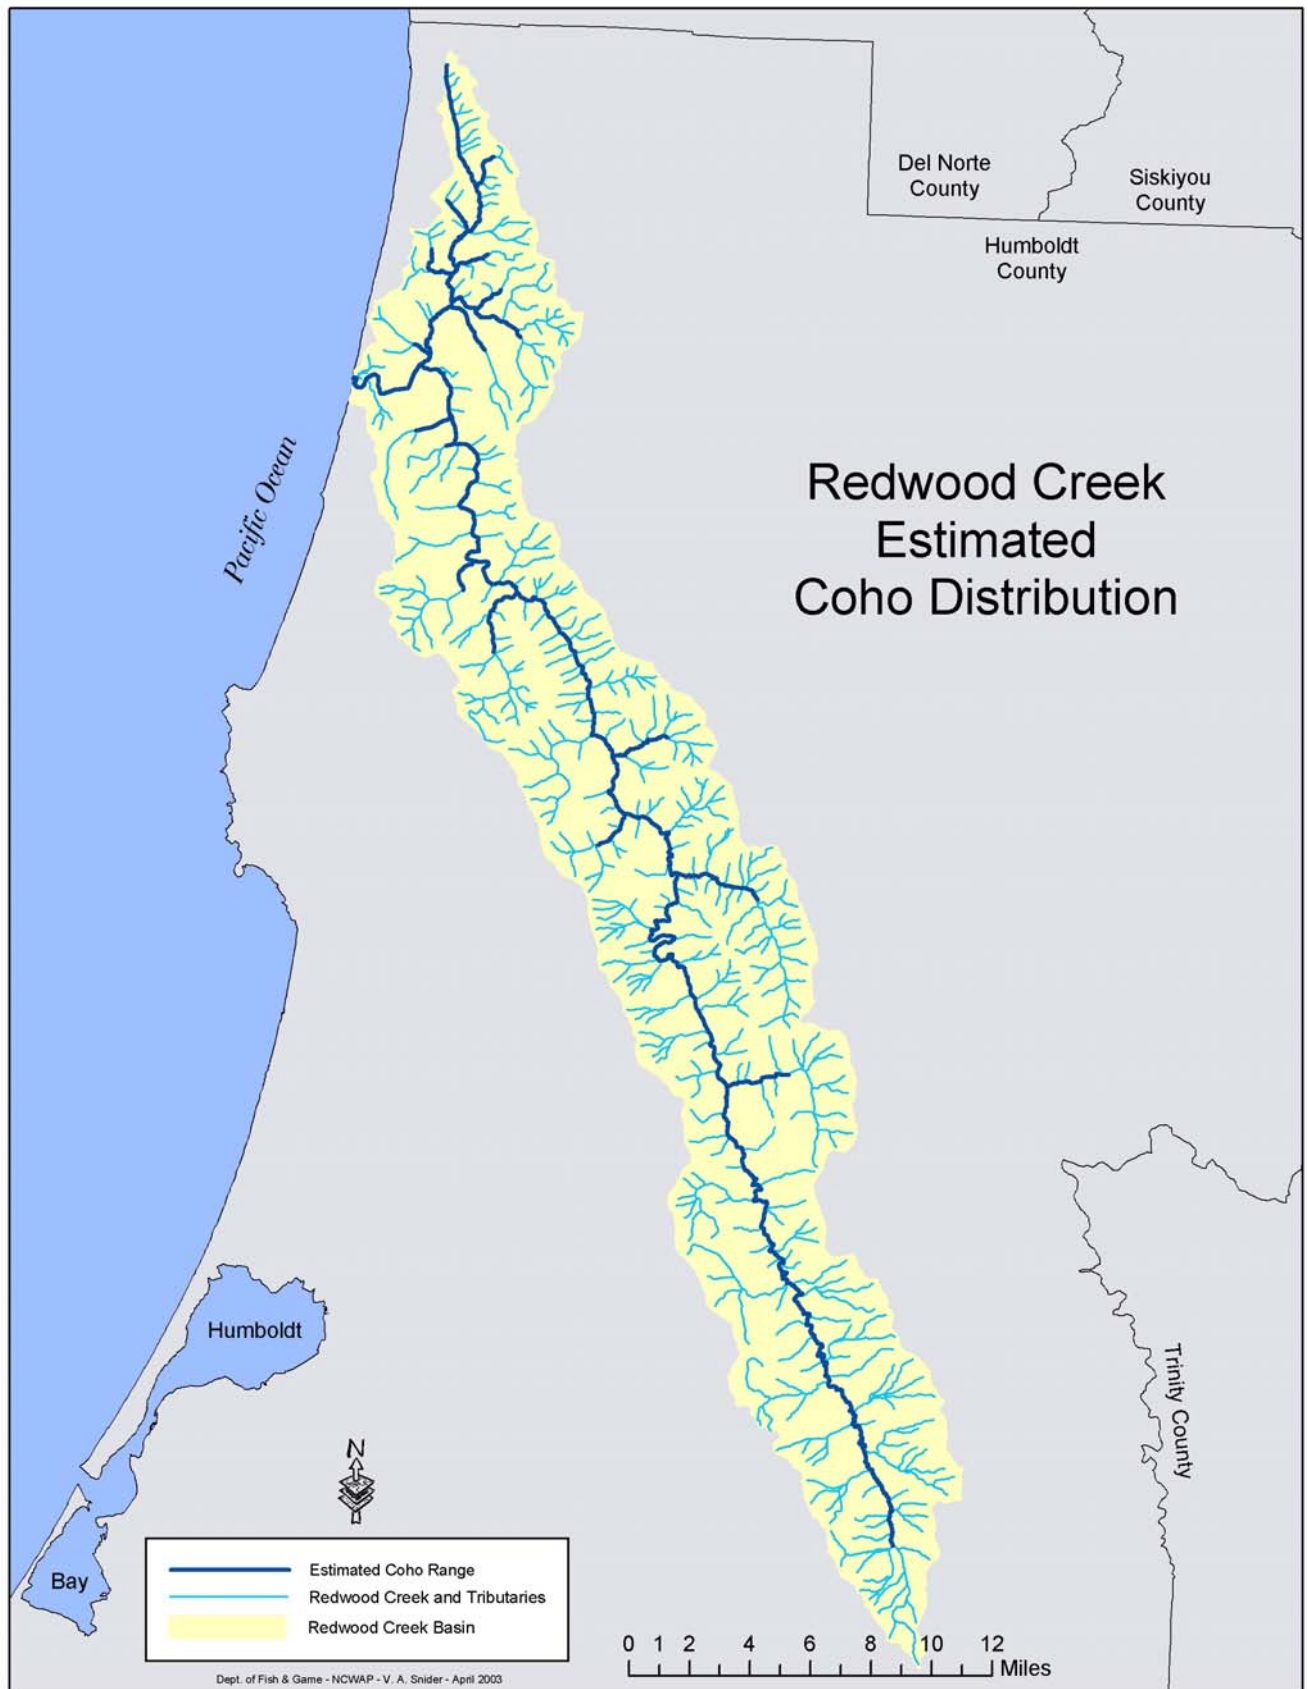 Del Norte
County
Siskiyou
County
Humboldt
County
Pacific Ocean
Redwood Creek
Estimated
Coho Distribution
Trinity County
Humboldt
Bay
N
Estimated Coho Range
Redwood Creek and Tributaries
Redwood Creek Basin
0 1 2 4 6 8 10 12
Miles
Dept. of Fish & Game - NCWAP - V. A. Snider - April 2003